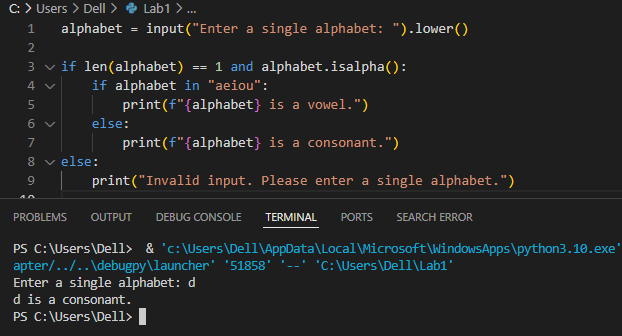 C: > Users > Dell > Lab1 > ...
1 alphabet = input("Enter a single alphabet: ").lower()
2
3 if len(alphabet) == 1 and alphabet.isalpha():
4     if alphabet in "aeiou":
5         print(f"{alphabet} is a vowel.")
6     else:
7         print(f"{alphabet} is a consonant.")
8 else:
9     print("Invalid input. Please enter a single alphabet.")
10
PROBLEMS OUTPUT DEBUG CONSOLE TERMINAL PORTS SEARCH ERROR
PS C:\Users\Dell>  & 'c:\Users\Dell\AppData\Local\Microsoft\WindowsApps\python3.10.exe'
apter/../..\debugpy\launcher' '51858' '--' 'C:\Users\Dell\Lab1'
Enter a single alphabet: d
d is a consonant.
PS C:\Users\Dell>